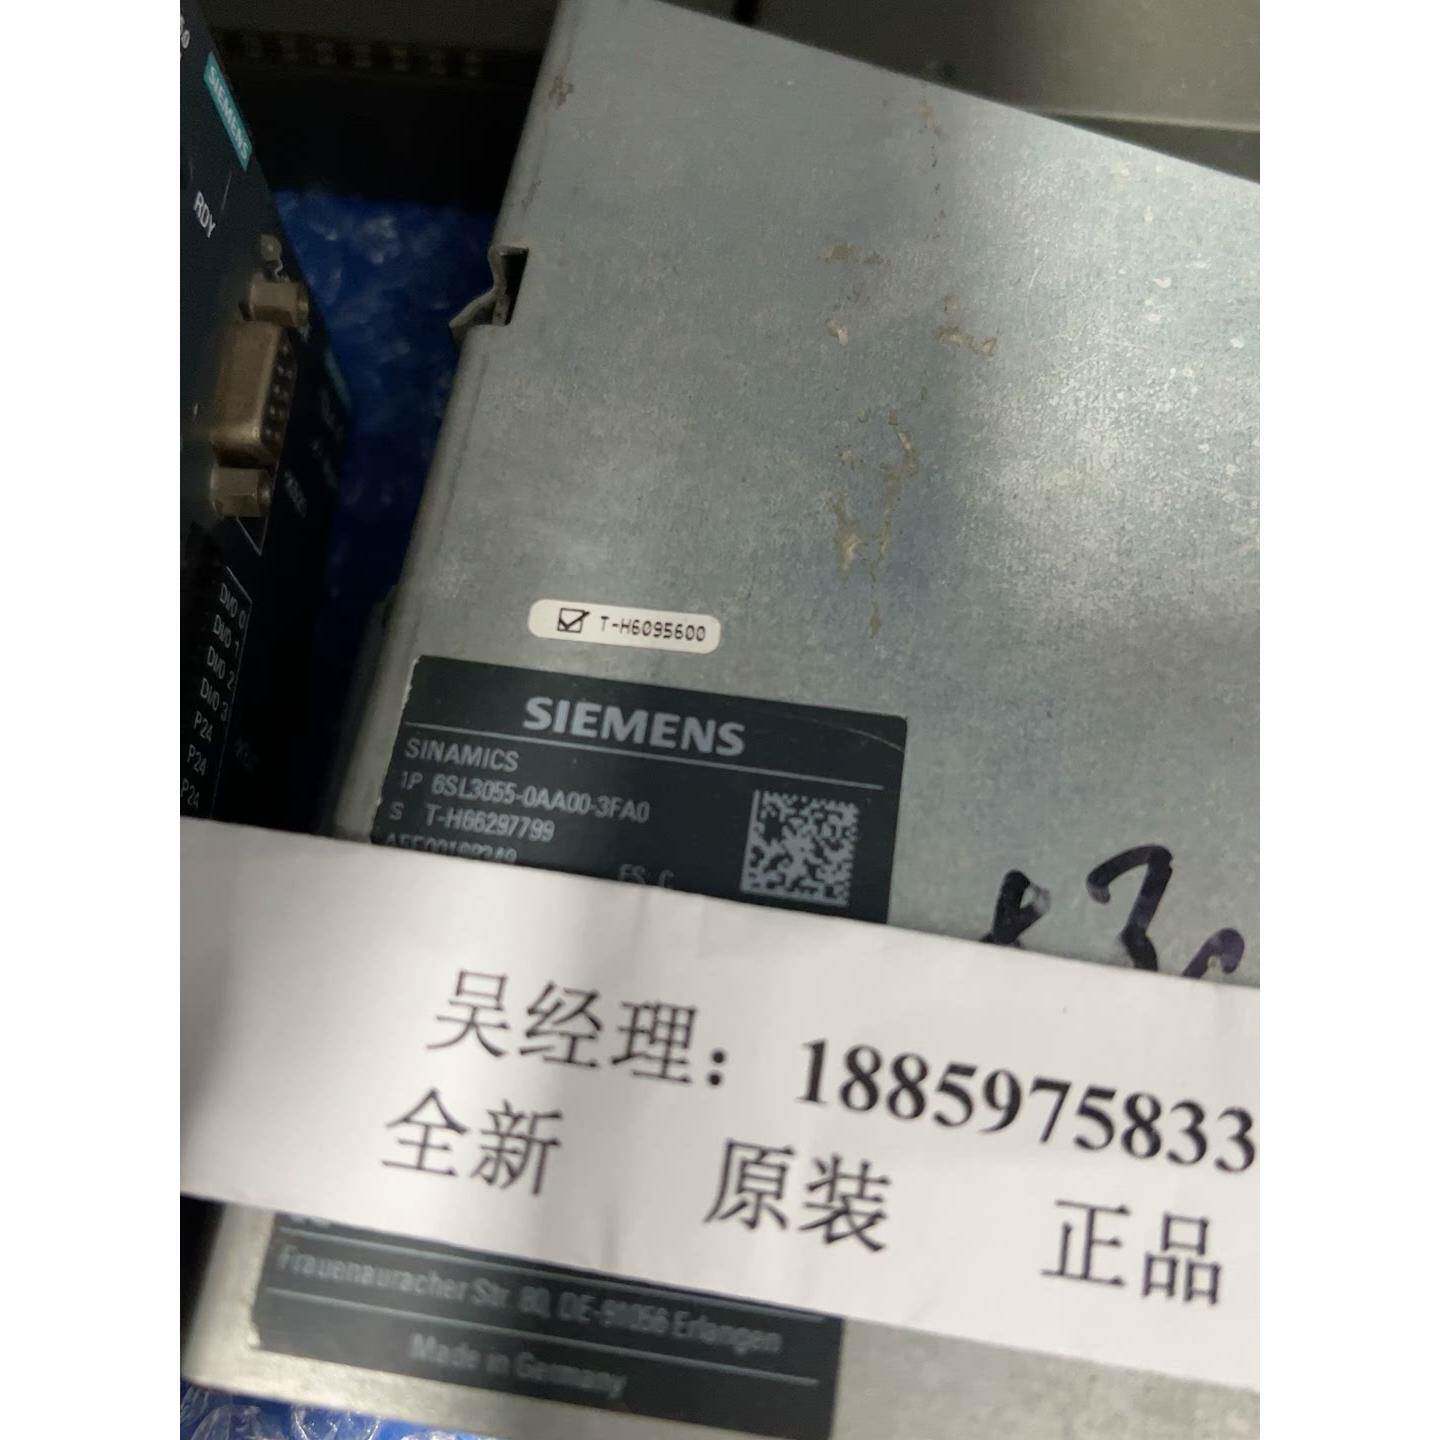 SIEMENS
RDY
DI/O 0
DI/O 1
DI/O 2
DI/O 3
P24
P24
P24
T-H6095600
SIEMENS
SINAMICS
1P 6SL3055-0AA00-3FA0
S T-H66297799
FS: C
吴经理：1885975833
全新 原装 正品
Frauenauracher Str. 80, DE-91056 Erlangen
Made in Germany